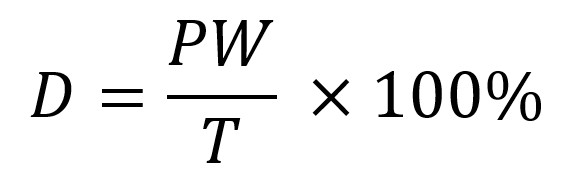 D = PW/T × 100%